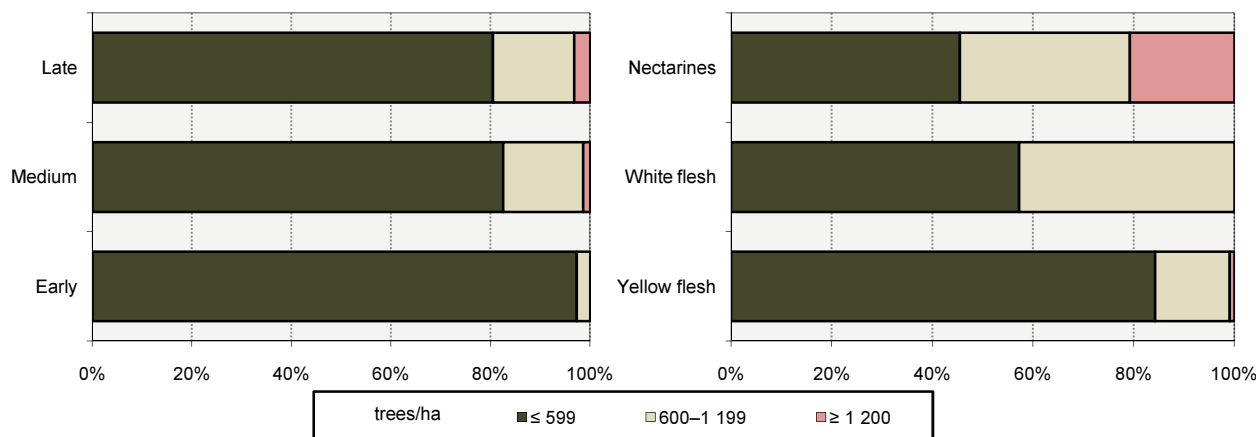 Late
Medium
Early
0% 20% 40% 60% 80% 100%
Nectarines
White flesh
Yellow flesh
0% 20% 40% 60% 80% 100%
trees/ha ≤ 599 600–1 199 ≥ 1 200